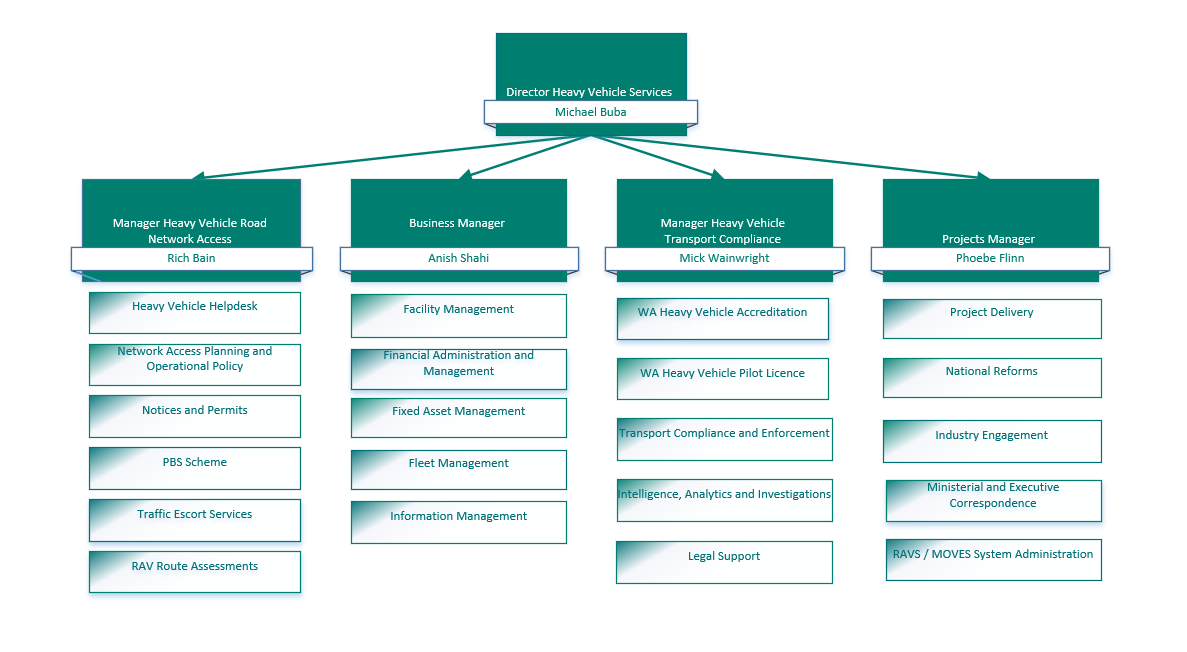 Director Heavy Vehicle Services
Michael Buba
Manager Heavy Vehicle Road
Network Access
Rich Bain
Heavy Vehicle Helpdesk
Network Access Planning and
Operational Policy
Notices and Permits
PBS Scheme
Traffic Escort Services
RAV Route Assessments
Business Manager
Anish Shahi
Facility Management
Financial Administration and
Management
Fixed Asset Management
Fleet Management
Information Management
Manager Heavy Vehicle
Transport Compliance
Mick Wainwright
WA Heavy Vehicle Accreditation
WA Heavy Vehicle Pilot Licence
Transport Compliance and Enforcement
Intelligence, Analytics and Investigations
Legal Support
Projects Manager
Phoebe Flinn
Project Delivery
National Reforms
Industry Engagement
Ministerial and Executive
Correspondence
RAVS / MOVES System Administration